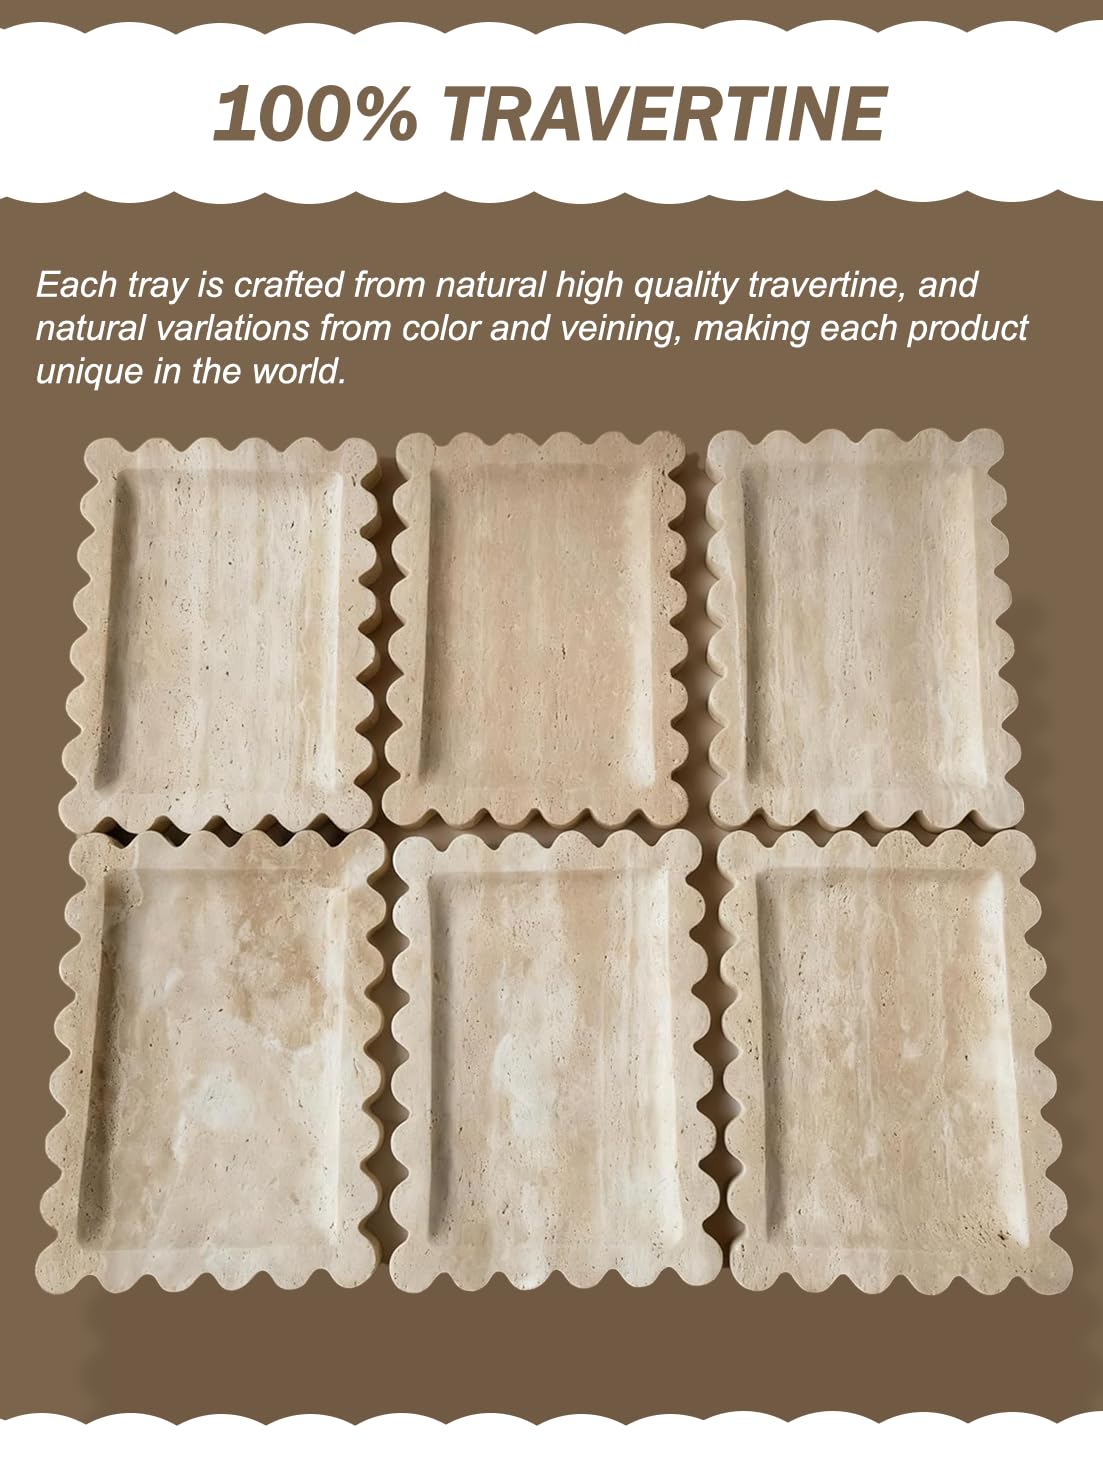 100% TRAVERTINE
Each tray is crafted from natural high quality travertine, and
natural varlations from color and veining, making each product
unique in the world.